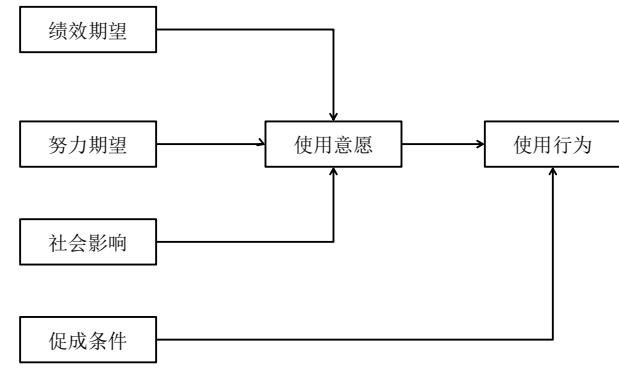 绩效期望
努力期望
使用意愿
使用行为
社会影响
促成条件